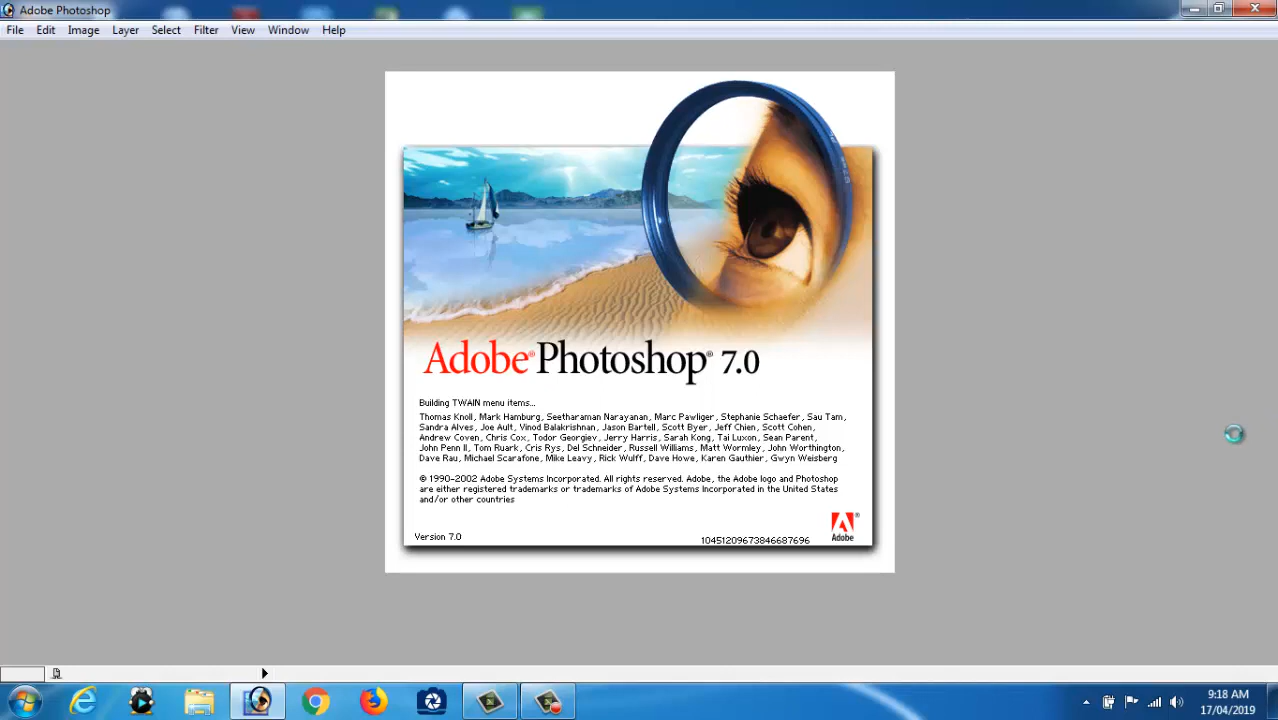 Adobe Photoshop
File Edit Image Layer Select Filter View Window Help
Adobe® Photoshop® 7.0
Building TWAIN menu items...
Thomas Knoll, Mark Hamburg, Seetharaman Narayanan, Marc Pawliger, Stephanie Schaefer, Sau Tam,
Sandra Alves, Joe Ault, Vinod Balakrishnan, Jason Bartell, Scott Byer, Jeff Chien, Scott Cohen,
Andrew Coven, Chris Cox, Todor Georgiev, Jerry Harris, Sarah Kong, Tai Luxon, Sean Parent,
John Penn II, Tom Ruark, Cris Rys, Del Schneider, Russell Williams, Matt Wormley, John Worthington,
Dave Rau, Michael Scarafone, Mike Leavy, Rick Wulff, Dave Howe, Karen Gauthier, Gwyn Weisberg
© 1990-2002 Adobe Systems Incorporated. All rights reserved. Adobe, the Adobe logo and Photoshop
are either registered trademarks or trademarks of Adobe Systems Incorporated in the United States
and/or other countries
Version 7.0
1045120967384668 7696
Adobe®
9:18 AM
17/04/2019